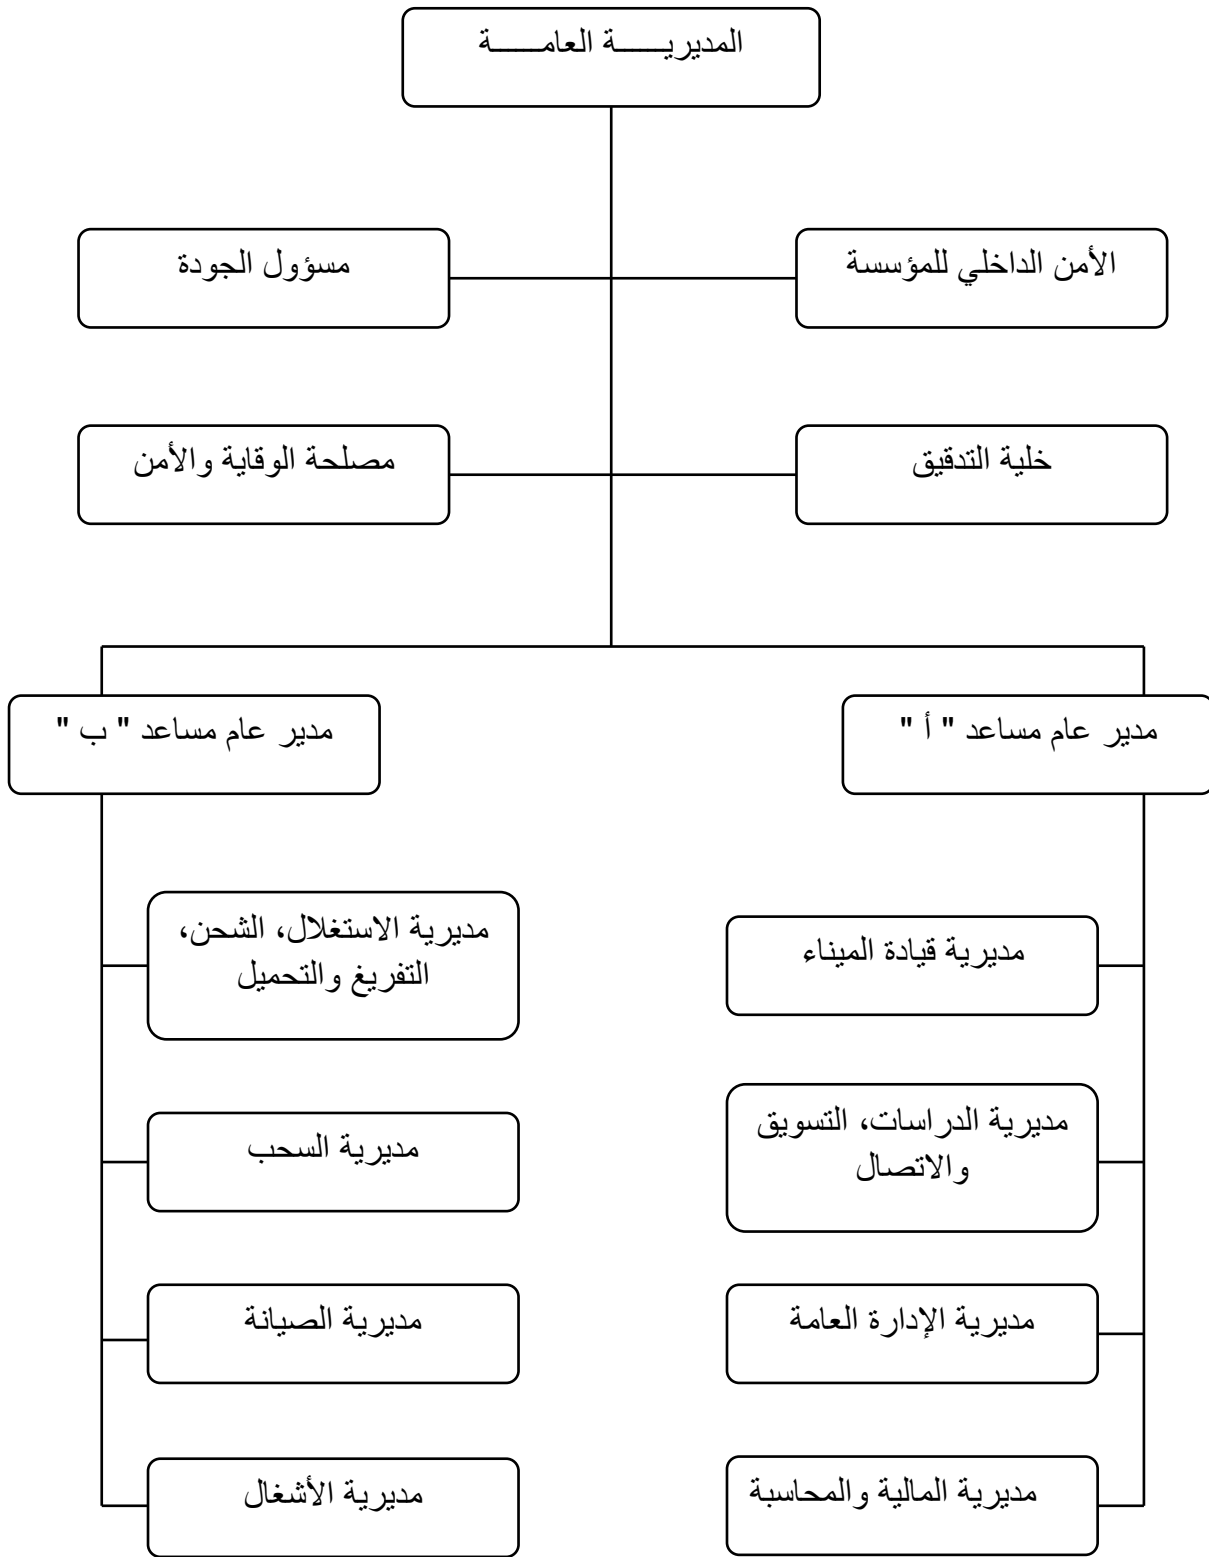 المديريـــــة العامـــــة
الأمن الداخلي للمؤسسة
مسؤول الجودة
خلية التدقيق
مصلحة الوقاية والأمن
مدير عام مساعد " أ "
مدير عام مساعد " ب "
مديرية قيادة الميناء
مديرية الدراسات، التسويق
والاتصال
مديرية الإدارة العامة
مديرية المالية والمحاسبة
مديرية الاستغلال، الشحن،
التفريغ والتحميل
مديرية السحب
مديرية الصيانة
مديرية الأشغال